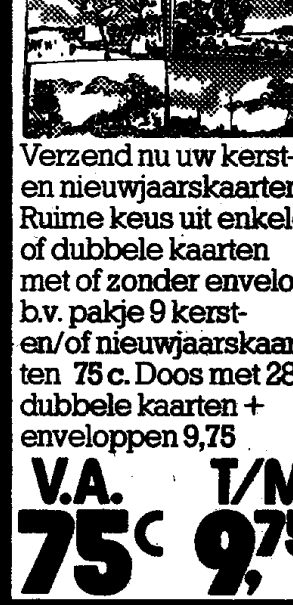 Verzend nu uw kerst-
en nieuwjaarskaarten
Ruime keus uit enkel-
of dubbele kaarten
met of zonder envelo
b.v. pakje 9 kerst-
en/of nieuwjaarskaar
ten 75 c. Doos met 28
dubbele kaarten +
enveloppen 9,75
V.A. T/M
75c 9,75